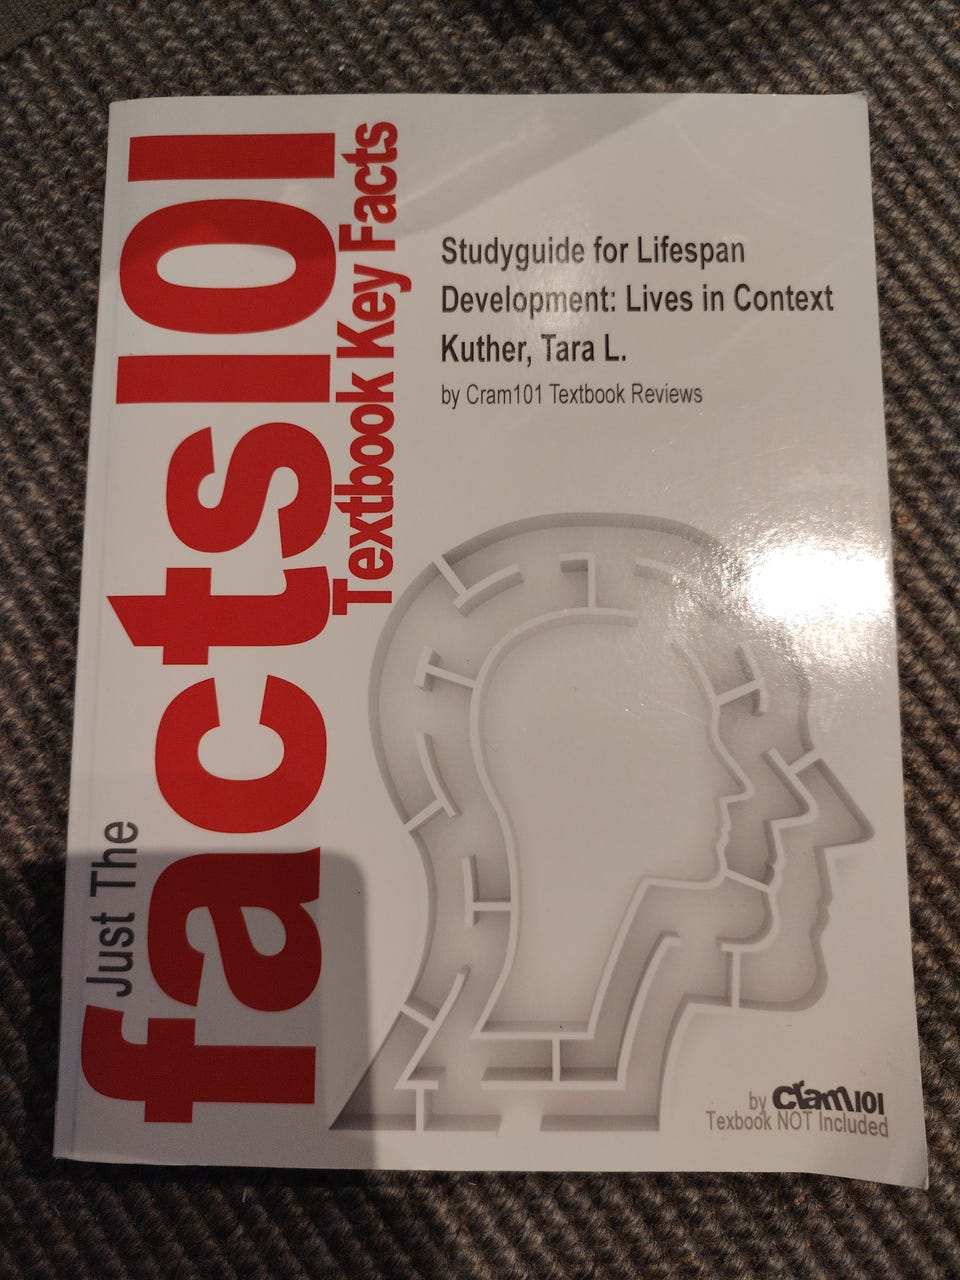 Just The
facts101
Textbook Key Facts
Studyguide for Lifespan
Development: Lives in Context
Kuther, Tara L.
by Cram101 Textbook Reviews
by cram101
Texbook NOT Included